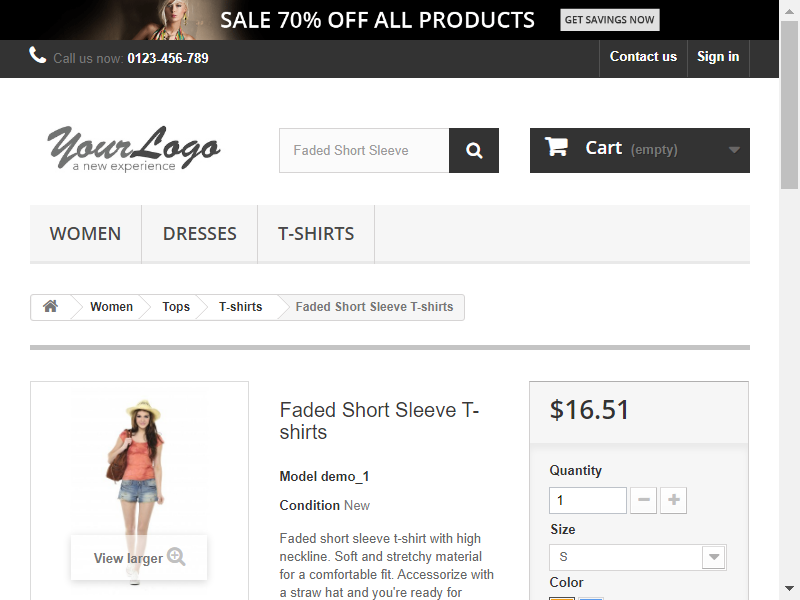 SALE 70% OFF ALL PRODUCTS GET SAVINGS NOW
Call us now: 0123-456-789 Contact us Sign in
YourLogo
a new experience
Faded Short Sleeve
Cart (empty)
WOMEN DRESSES T-SHIRTS
Women Tops T-shirts Faded Short Sleeve T-shirts
View larger
Faded Short Sleeve T-
shirts
Model demo_1
Condition New
Faded short sleeve t-shirt with high
neckline. Soft and stretchy material
for a comfortable fit. Accessorize with
a straw hat and you're ready for
$16.51
Quantity
1
Size
S
Color